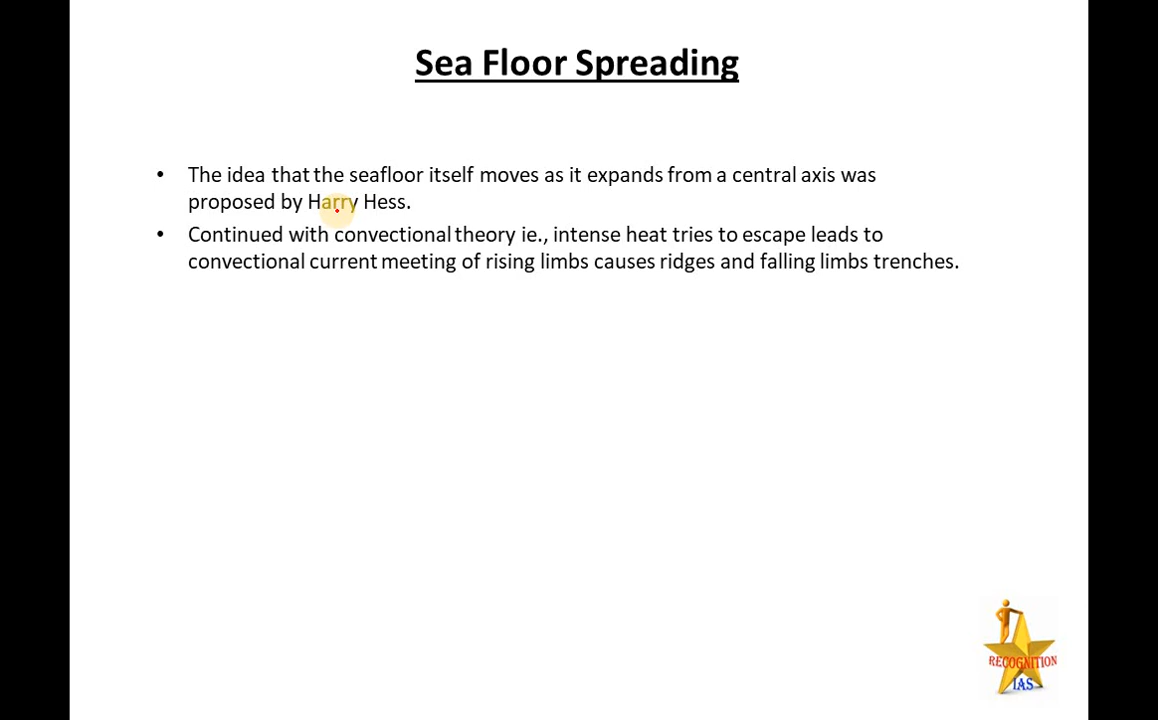 Sea Floor Spreading
• The idea that the seafloor itself moves as it expands from a central axis was
proposed by Harry Hess.
• Continued with convectional theory ie., intense heat tries to escape leads to
convectional current meeting of rising limbs causes ridges and falling limbs trenches.
RECOGNITION
IAS